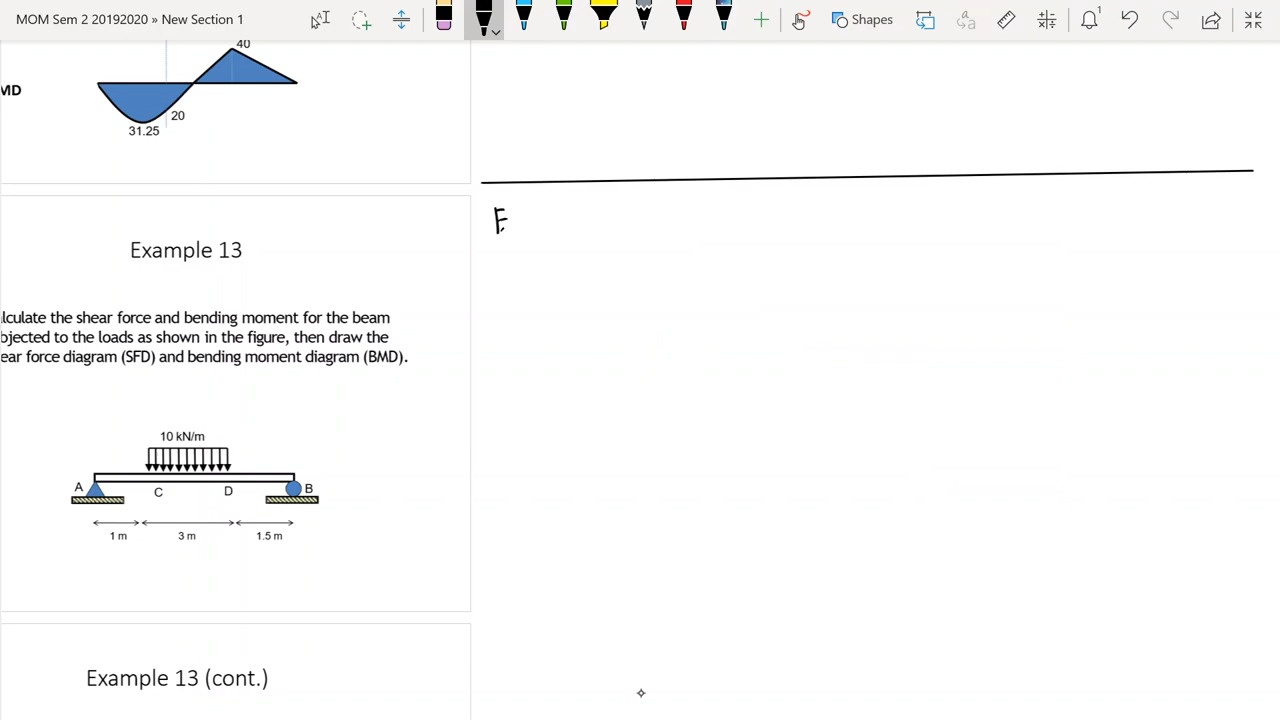 MOM Sem 2 20192020 » New Section 1
Shapes
1
40
MD
20
31.25
E
Example 13
lculate the shear force and bending moment for the beam
bjected to the loads as shown in the figure, then draw the
ear force diagram (SFD) and bending moment diagram (BMD).
10 kN/m
A
C
D
B
1 m
3 m
1.5 m
Example 13 (cont.)